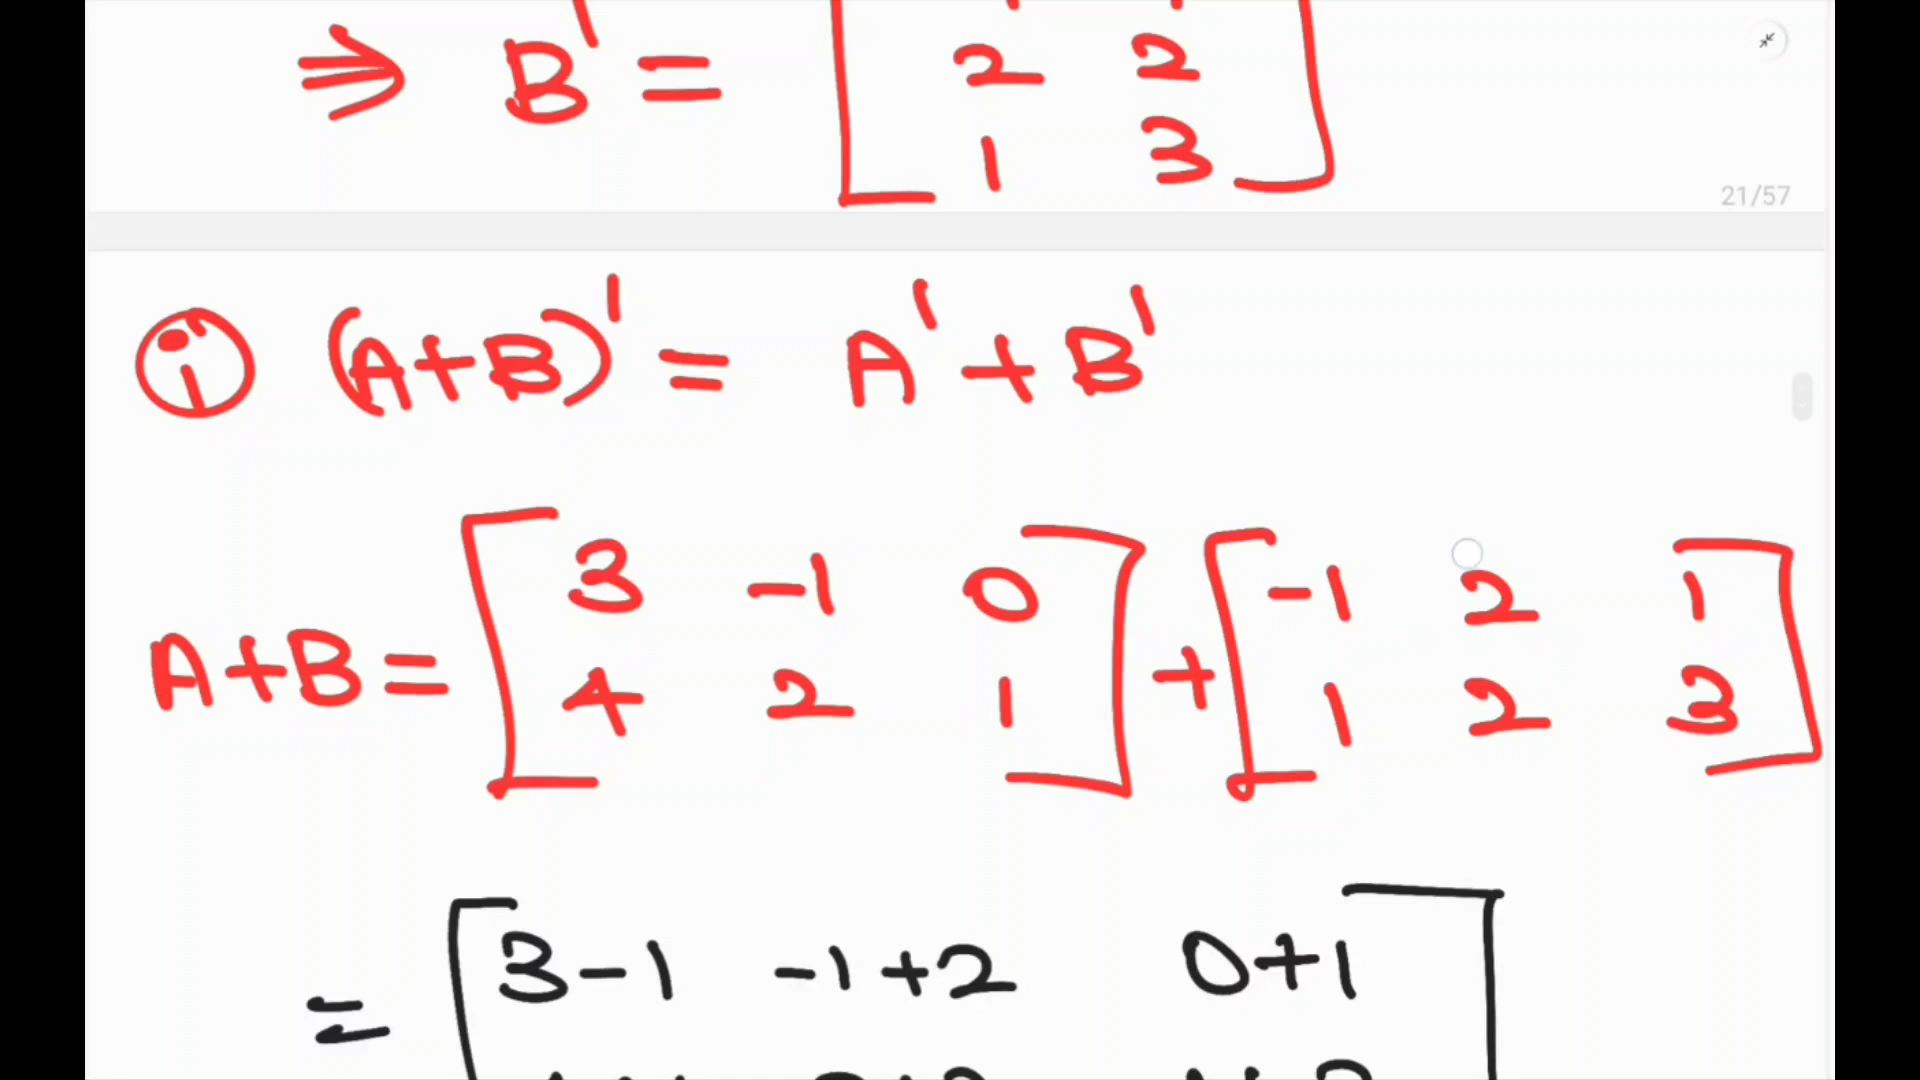 2 2
⇒ B' =
1 3
21/57
i (A+B)' = A' + B'
3 -1 0 -1 2 1
A+B = +
4 2 1 1 2 3
3-1 -1+2 0+1
=